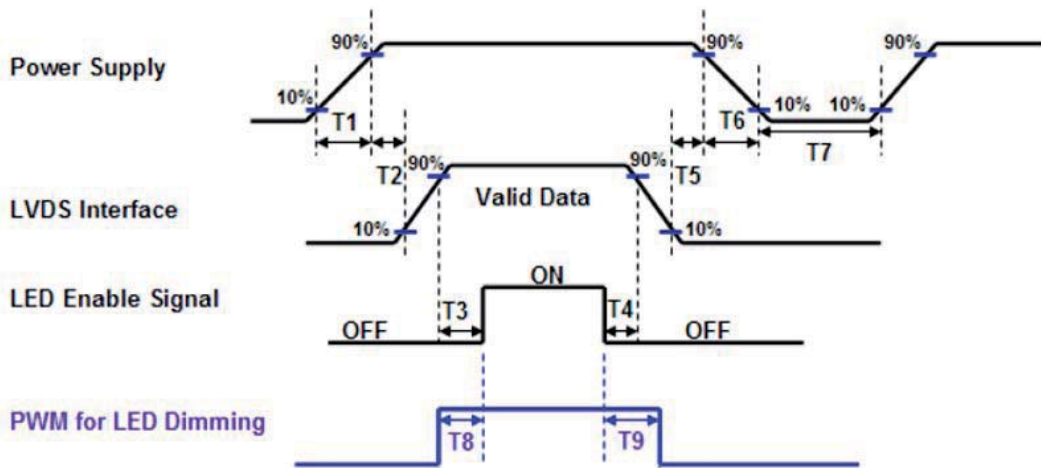 90% 90% 90%
Power Supply
10% 10% 10%
T1 T6
T7
90% 90%
T2 T5
Valid Data
LVDS Interface
10% 10%
ON
LED Enable Signal
T3 T4
OFF OFF
PWM for LED Dimming
T8 T9